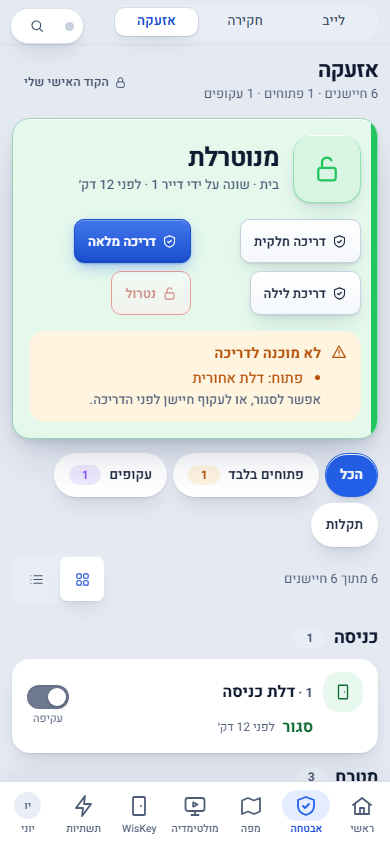 לייב
חקירה
אזעקה
אזעקה
6 חיישנים · 1 פתוחים · 1 עקופים
הקוד האישי שלי
מנוטרלת
בית · שונה על ידי דייר 1 · לפני 12 דק׳
דריכה חלקית
דריכה מלאה
דריכת לילה
נטרול
לא מוכנה לדריכה
• פתוח: דלת אחורית
אפשר לסגור, או לעקוף חיישן לפני הדריכה.
הכל
פתוחים בלבד 1
עקופים 1
תקלות
6 מתוך 6 חיישנים
כניסה 1
1 · דלת כניסה
סגור לפני 12 דק׳
עקיפה
מטבח 3
ראשי
אבטחה
מפה
מולטימדיה
WisKey
תשתיות
יו
יוני